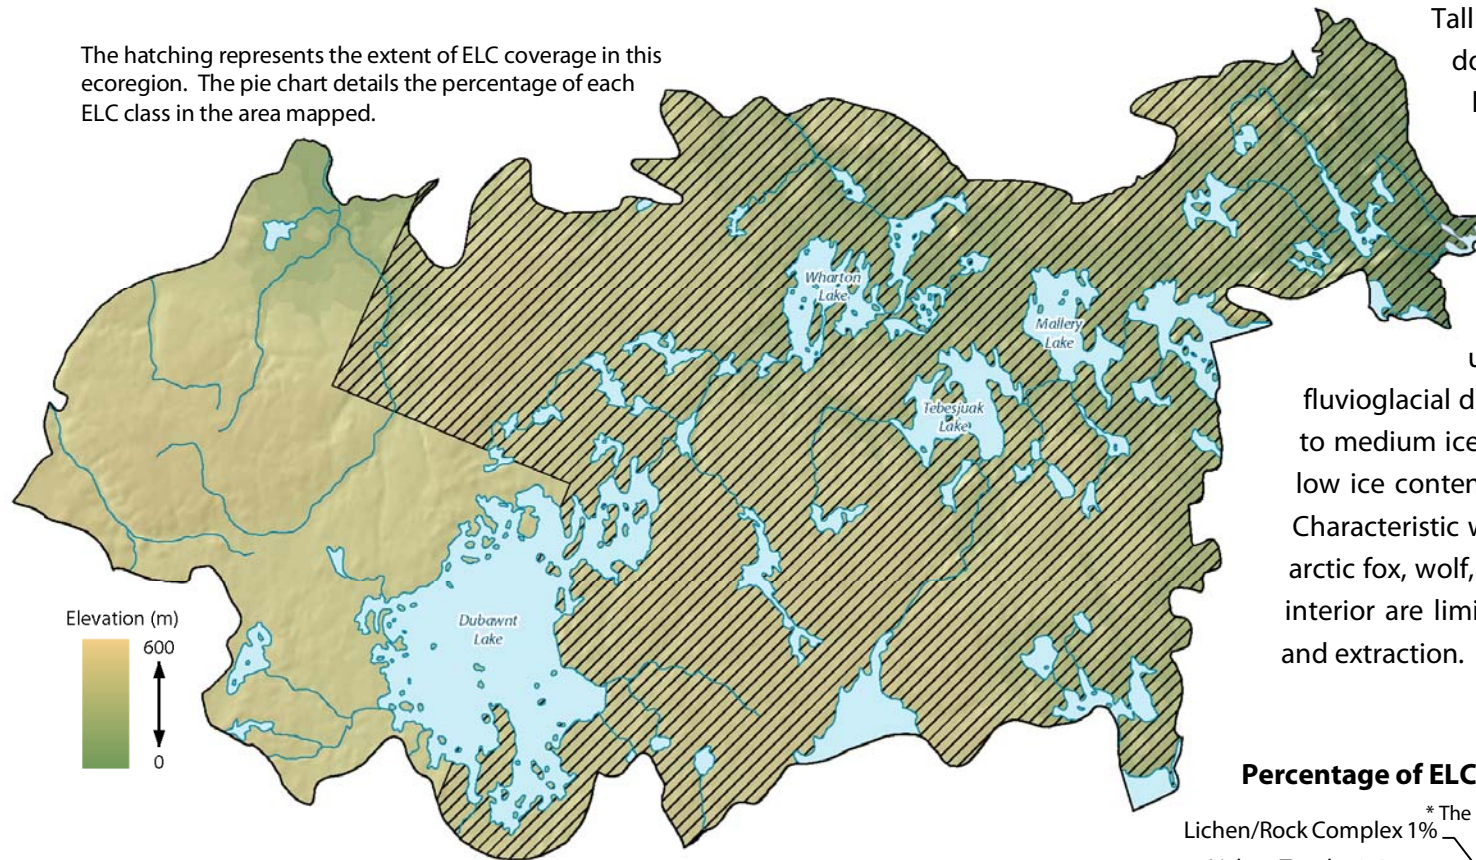 The hatching represents the extent of ELC coverage in this
ecoregion. The pie chart details the percentage of each
ELC class in the area mapped.
Wharton
Lake
Mallery
Lake
Tebesjuak
Lake
Dubawnt
Lake
Elevation (m)
600
0
Tall
do
fluvioglacial d
to medium ice
low ice conten
Characteristic w
arctic fox, wolf,
interior are limi
and extraction.
Percentage of ELC
* The
Lichen/Rock Complex 1%